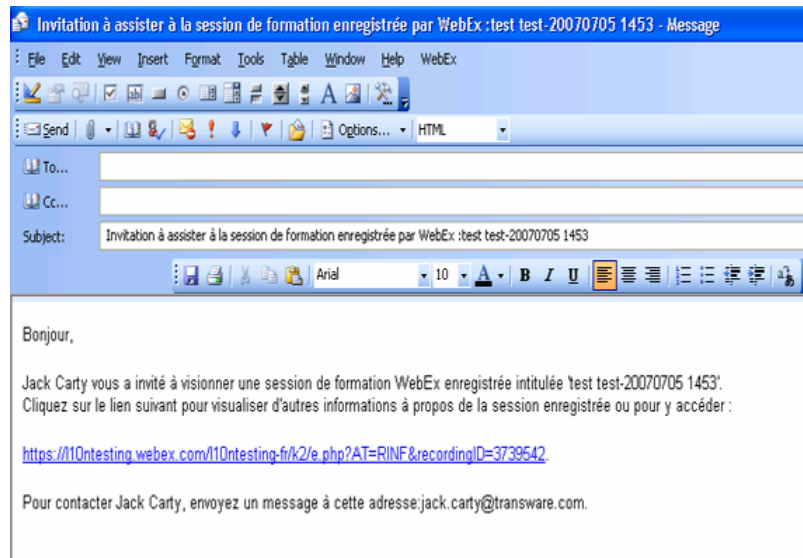 Invitation à assister à la session de formation enregistrée par WebEx :test test-20070705 1453 - Message
File Edit View Insert Format Tools Table Window Help WebEx
Send Options... HTML
To...
Cc...
Subject: Invitation à assister à la session de formation enregistrée par WebEx :test test-20070705 1453
Arial 10 A B I U
Bonjour,
Jack Carty vous a invité à visionner une session de formation WebEx enregistrée intitulée 'test test-20070705 1453'.
Cliquez sur le lien suivant pour visualiser d'autres informations à propos de la session enregistrée ou pour y accéder :
https://l10ntesting.webex.com/l10ntesting-fr/k2/e.php?AT=RINF&recordingID=3739542.
Pour contacter Jack Carty, envoyez un message à cette adresse:jack.carty@transware.com.